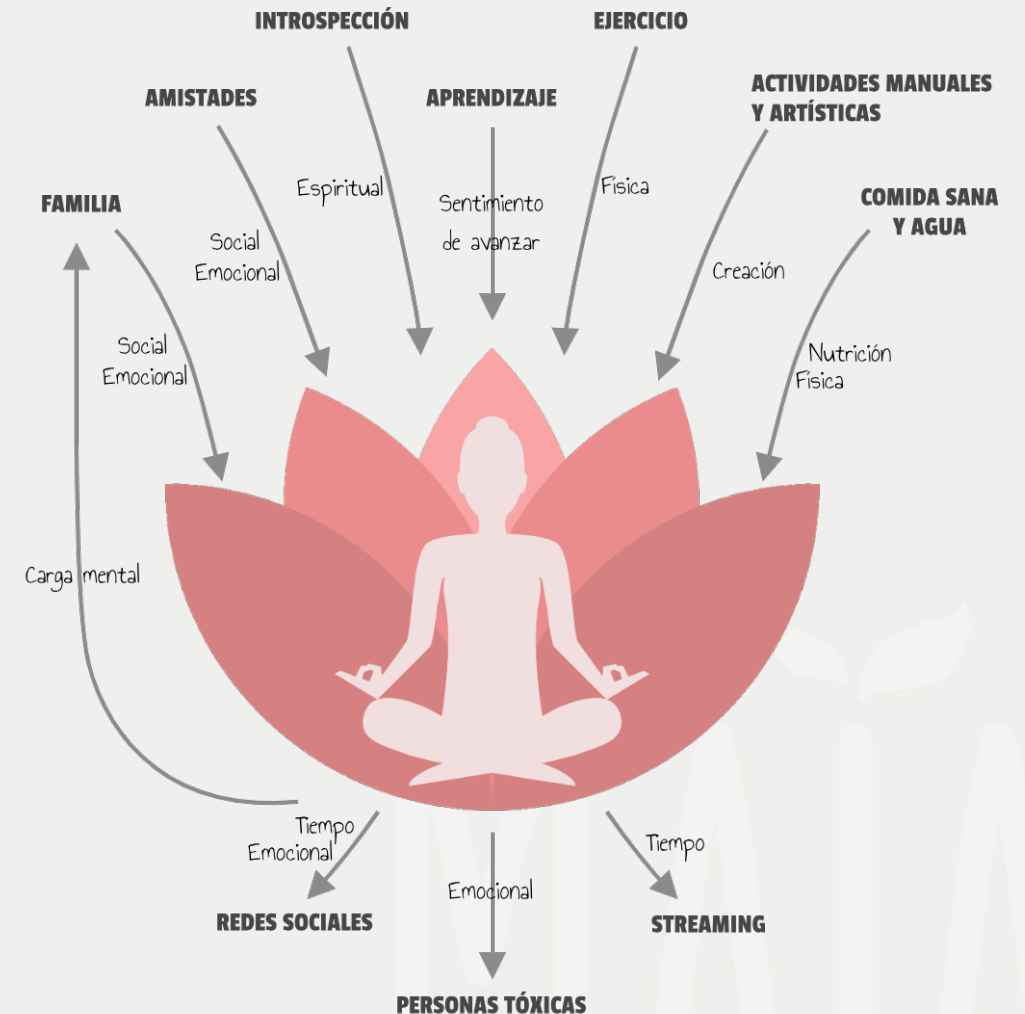 INTROSPECCIÓN
EJERCICIO
AMISTADES
APRENDIZAJE
ACTIVIDADES MANUALES
Y ARTÍSTICAS
FAMILIA
Espiritual
Sentimiento
de avanzar
Física
COMIDA SANA
Y AGUA
Social
Emocional
Creación
Social
Emocional
Nutrición
Física
Carga mental
Tiempo
Emocional
Tiempo
Emocional
REDES SOCIALES
STREAMING
PERSONAS TÓXICAS